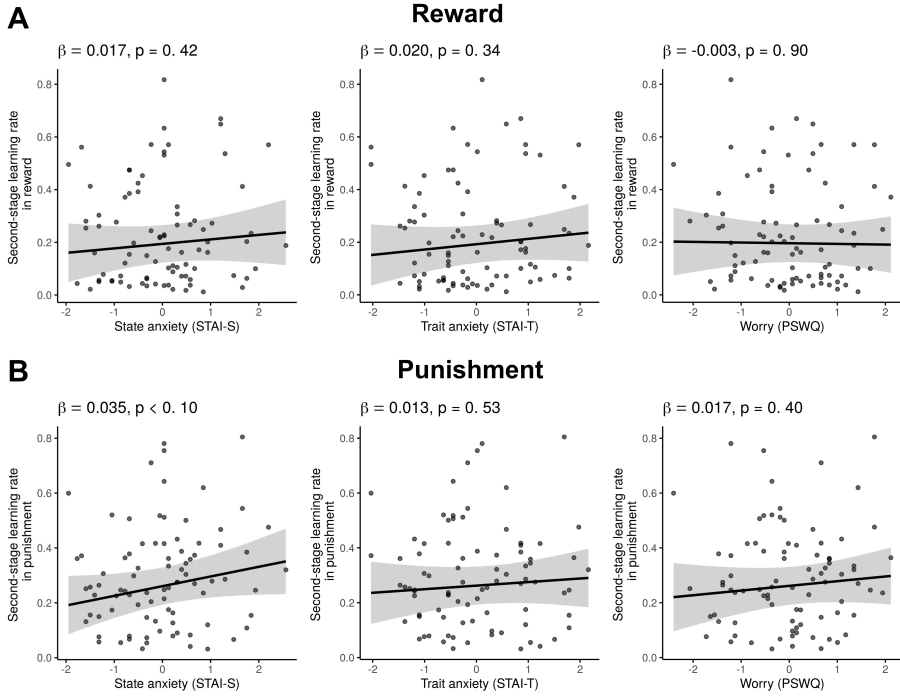 A
Reward
β = 0.017, p = 0. 42
β = 0.020, p = 0. 34
β = -0.003, p = 0. 90
Second-stage learning rate
in reward
0.8
0.6
0.4
0.2
0.0
-2 -1 0 1 2
State anxiety (STAI-S)
Second-stage learning rate
in reward
0.8
0.6
0.4
0.2
0.0
-2 -1 0 1 2
Trait anxiety (STAI-T)
Second-stage learning rate
in reward
0.8
0.6
0.4
0.2
0.0
-2 -1 0 1 2
Worry (PSWQ)
B
Punishment
β = 0.035, p < 0. 10
β = 0.013, p = 0. 53
β = 0.017, p = 0. 40
Second-stage learning rate
in punishment
0.8
0.6
0.4
0.2
0.0
-2 -1 0 1 2
State anxiety (STAI-S)
Second-stage learning rate
in punishment
0.8
0.6
0.4
0.2
0.0
-2 -1 0 1 2
Trait anxiety (STAI-T)
Second-stage learning rate
in punishment
0.8
0.6
0.4
0.2
0.0
-2 -1 0 1 2
Worry (PSWQ)